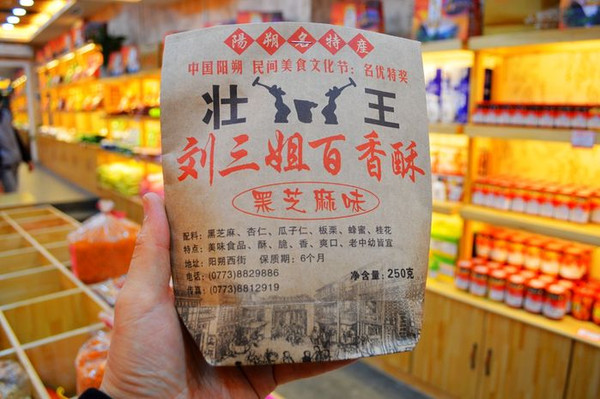 陽朔名特產
中国阳朔 民间美食文化节：名优特奖
壮王
刘三姐百香酥
黑芝麻味
配料：黑芝麻、杏仁、瓜子仁、板栗、蜂蜜、桂花
特点：美味食品、酥、脆、香、爽口、老中幼皆宜
地址：阳朔西街 保质期：6个月
电话：(0773)8829886
传真：(0773)8812919
净含量：250克